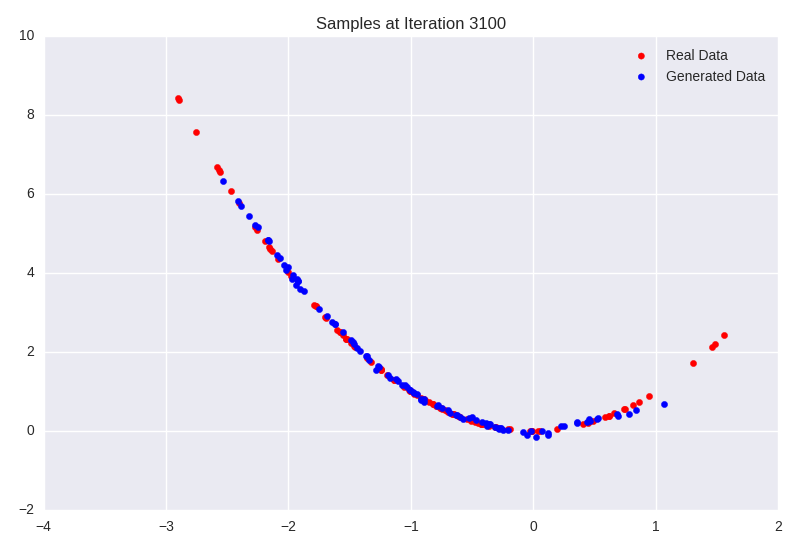 Samples at Iteration 3100
10
8
6
4
2
0
−2
−4 −3 −2 −1 0 1 2
Real Data
Generated Data